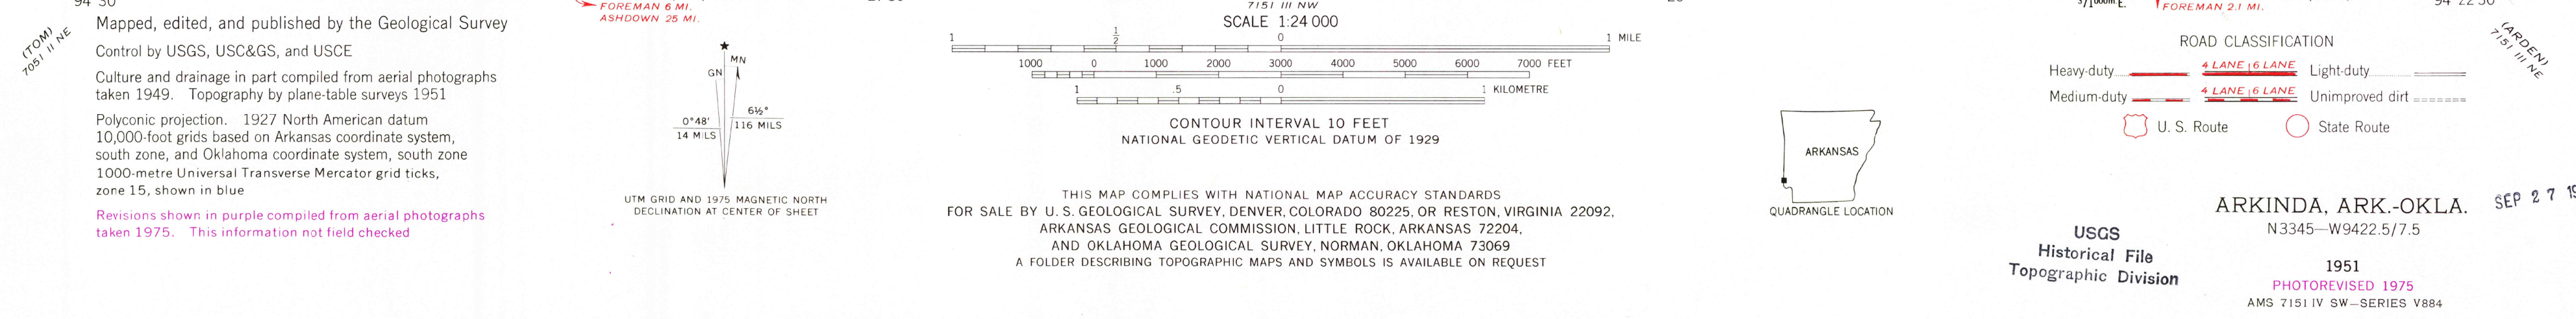 94°30'
(TOM)
7051 II NE
Mapped, edited, and published by the Geological Survey
Control by USGS, USC&GS, and USCE
Culture and drainage in part compiled from aerial photographs
taken 1949. Topography by plane-table surveys 1951
Polyconic projection. 1927 North American datum
10,000-foot grids based on Arkansas coordinate system,
south zone, and Oklahoma coordinate system, south zone
1000-metre Universal Transverse Mercator grid ticks,
zone 15, shown in blue
Revisions shown in purple compiled from aerial photographs
taken 1975. This information not field checked
FOREMAN 6 MI.
ASHDOWN 25 MI.
★
GN
MN
0°48'
14 MILS
6½°
116 MILS
UTM GRID AND 1975 MAGNETIC NORTH
DECLINATION AT CENTER OF SHEET
7151 III NW
SCALE 1:24 000
1 ½ 0 1 MILE
1000 0 1000 2000 3000 4000 5000 6000 7000 FEET
1 .5 0 1 KILOMETRE
CONTOUR INTERVAL 10 FEET
NATIONAL GEODETIC VERTICAL DATUM OF 1929
THIS MAP COMPLIES WITH NATIONAL MAP ACCURACY STANDARDS
FOR SALE BY U. S. GEOLOGICAL SURVEY, DENVER, COLORADO 80225, OR RESTON, VIRGINIA 22092,
ARKANSAS GEOLOGICAL COMMISSION, LITTLE ROCK, ARKANSAS 72204,
AND OKLAHOMA GEOLOGICAL SURVEY, NORMAN, OKLAHOMA 73069
A FOLDER DESCRIBING TOPOGRAPHIC MAPS AND SYMBOLS IS AVAILABLE ON REQUEST
ARKANSAS
QUADRANGLE LOCATION
FOREMAN 2.1 MI.
94°22'30"
(ARDEN)
7151 III NE
ROAD CLASSIFICATION
Heavy-duty 4 LANE 6 LANE Light-duty
Medium-duty 4 LANE 6 LANE Unimproved dirt
U. S. Route State Route
USGS
Historical File
Topographic Division
ARKINDA, ARK.-OKLA.
N3345—W9422.5/7.5
1951
PHOTOREVISED 1975
AMS 7151 IV SW—SERIES V884
SEP 27